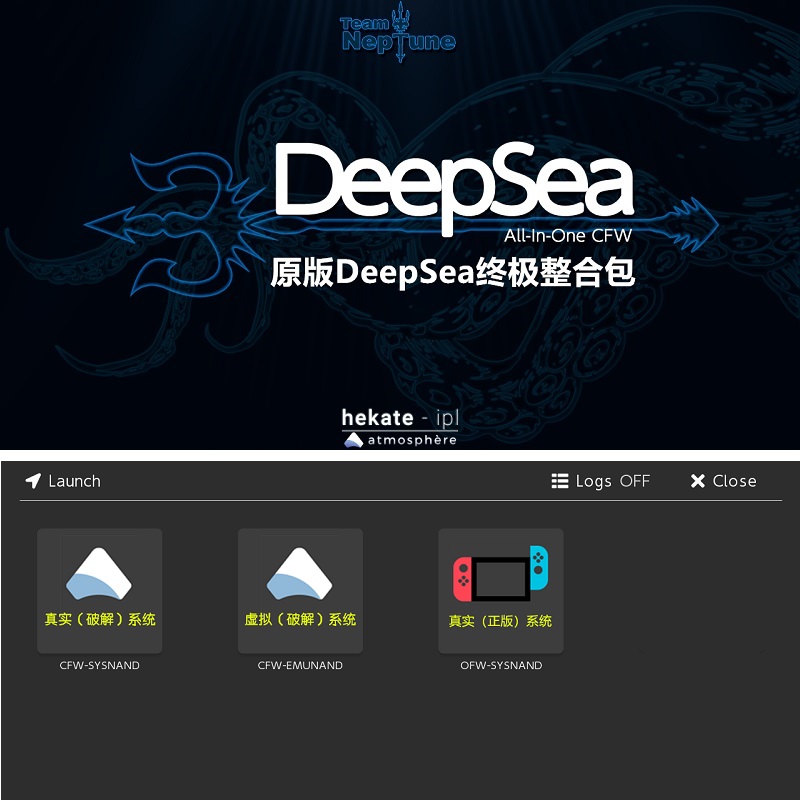 Team
Neptune
DeepSea
All-In-One CFW
原版DeepSea终极整合包
hekate - ipl
atmosphère
Launch
Logs OFF
Close
真实（破解）系统
虚拟（破解）系统
真实（正版）系统
CFW-SYSNAND
CFW-EMUNAND
OFW-SYSNAND